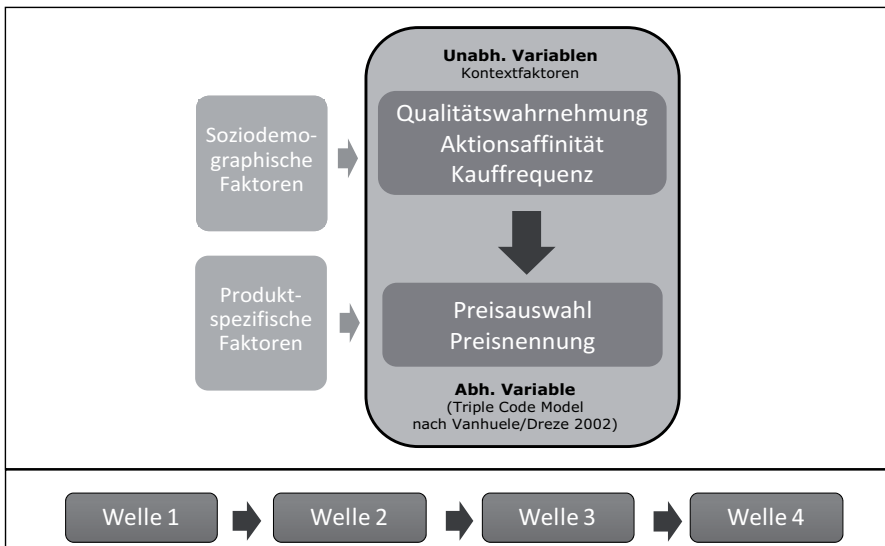 Unabh. Variablen
Kontextfaktoren
Qualitätswahrnehmung
Aktionsaffinität
Kauffrequenz
Soziodemo-
graphische
Faktoren
Produkt-
spezifische
Faktoren
Preisauswahl
Preisnennung
Abh. Variable
(Triple Code Model
nach Vanhuele/Dreze 2002)
Welle 1
Welle 2
Welle 3
Welle 4